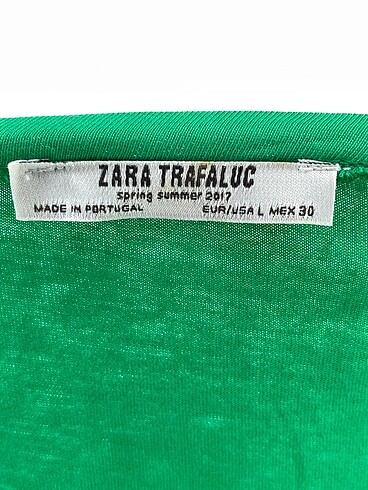 ZARA TRAFALUC
spring summer 2017
MADE IN PORTUGAL EUR/USA L MEX 30